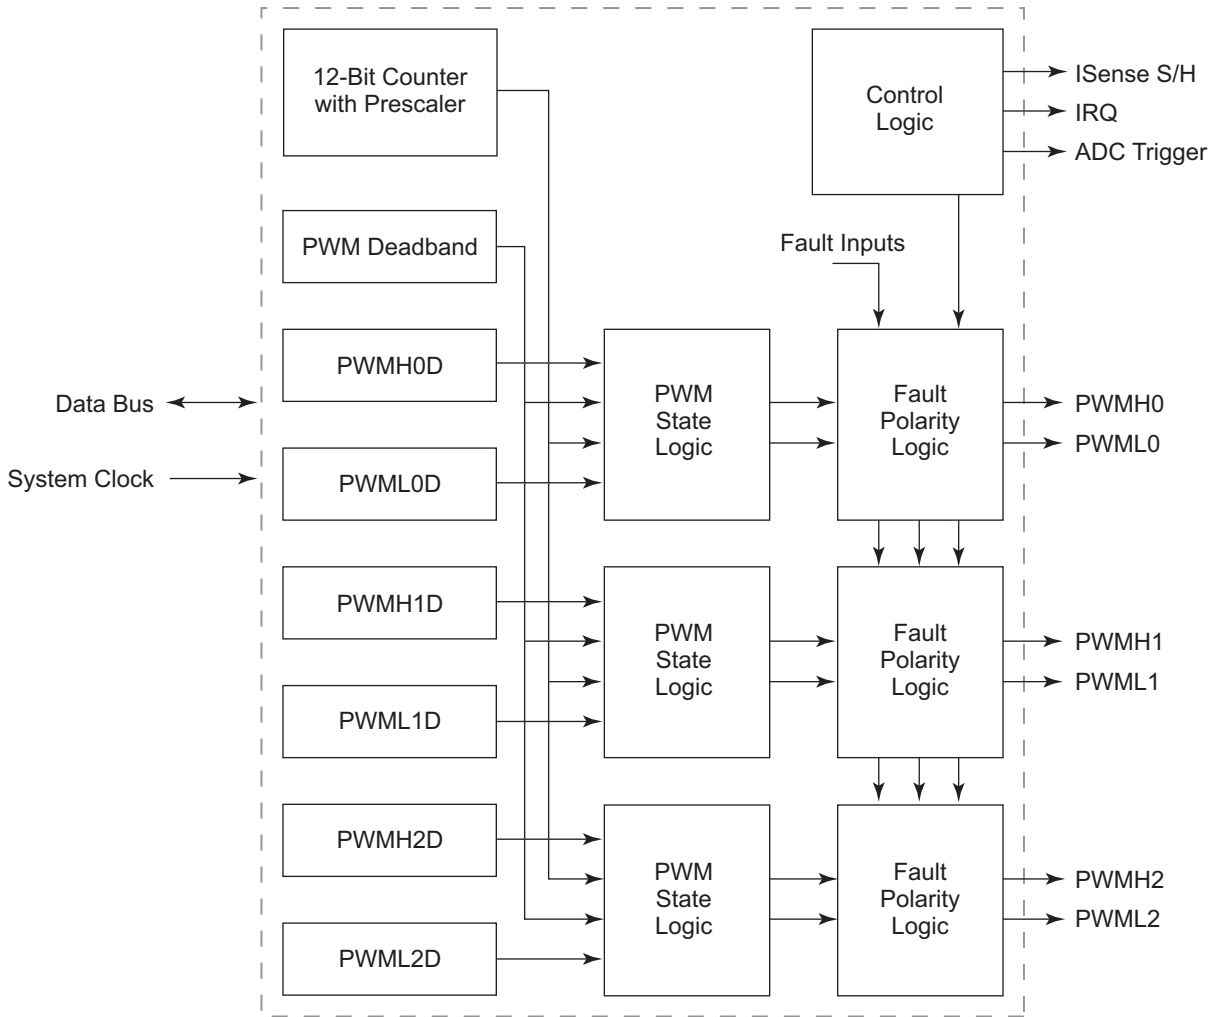 12-Bit Counter
with Prescaler
Control
Logic
ISense S/H
IRQ
ADC Trigger
PWM Deadband
Fault Inputs
PWMH0D
PWML0D
Data Bus
System Clock
PWM
State
Logic
Fault
Polarity
Logic
PWMH0
PWML0
PWMH1D
PWML1D
PWM
State
Logic
Fault
Polarity
Logic
PWMH1
PWML1
PWMH2D
PWML2D
PWM
State
Logic
Fault
Polarity
Logic
PWMH2
PWML2